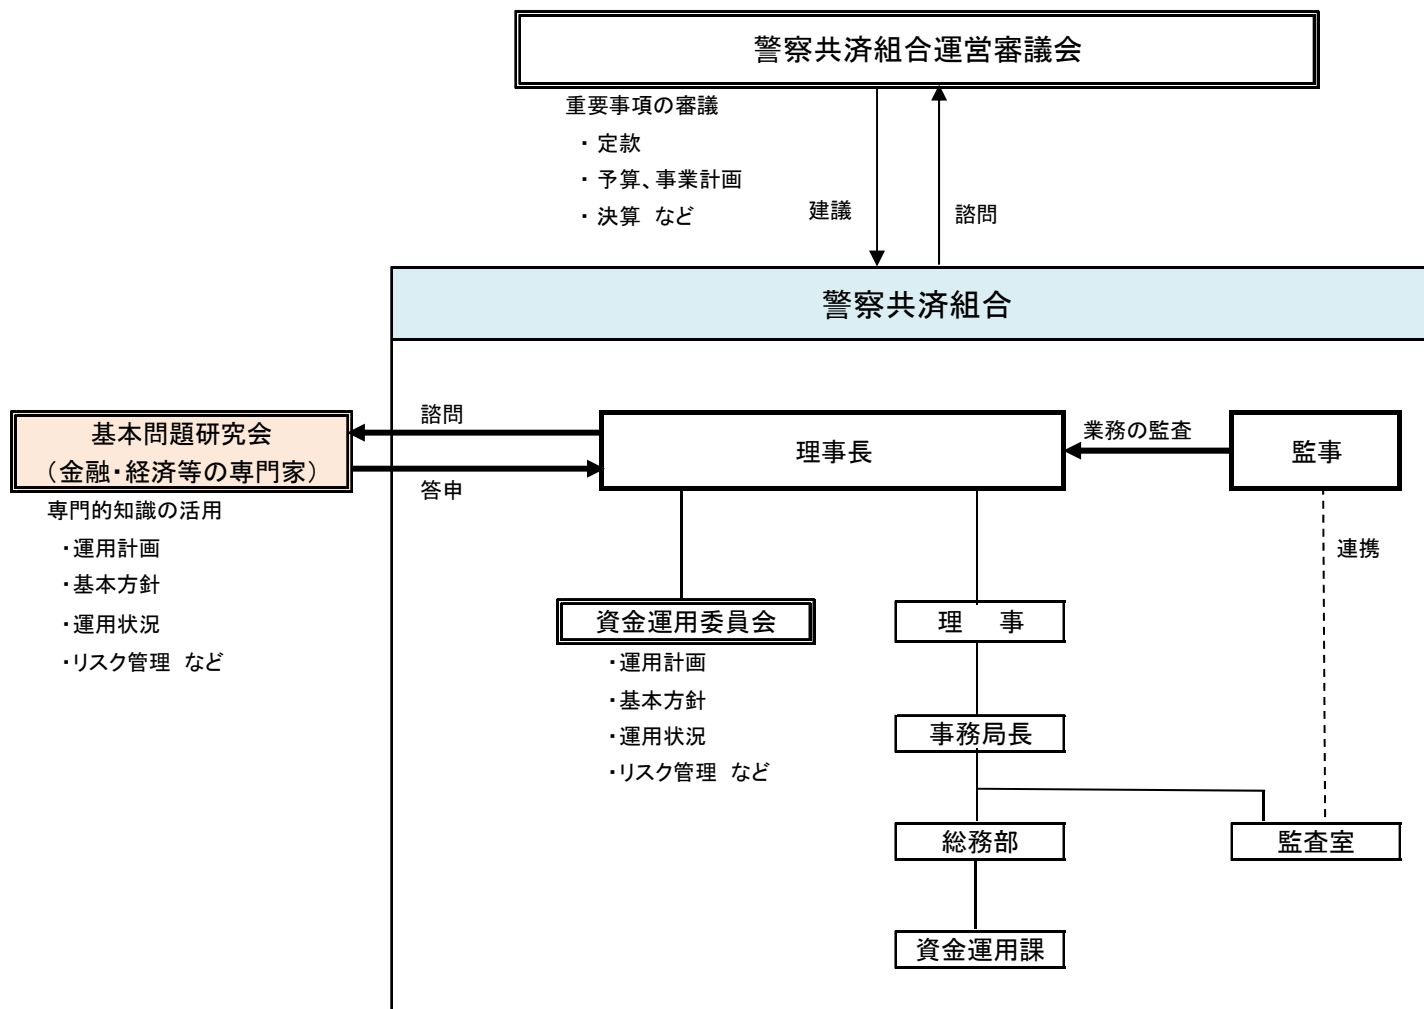 警察共済組合運営審議会
重要事項の審議
・ 定款
・ 予算、事業計画
・ 決算 など
建議
諮問
警察共済組合
基本問題研究会
（金融・経済等の専門家）
諮問
答申
理事長
業務の監査
監事
専門的知識の活用
・運用計画
・基本方針
・運用状況
・リスク管理 など
連携
資金運用委員会
・運用計画
・基本方針
・運用状況
・リスク管理 など
理 事
事務局長
総務部
監査室
資金運用課